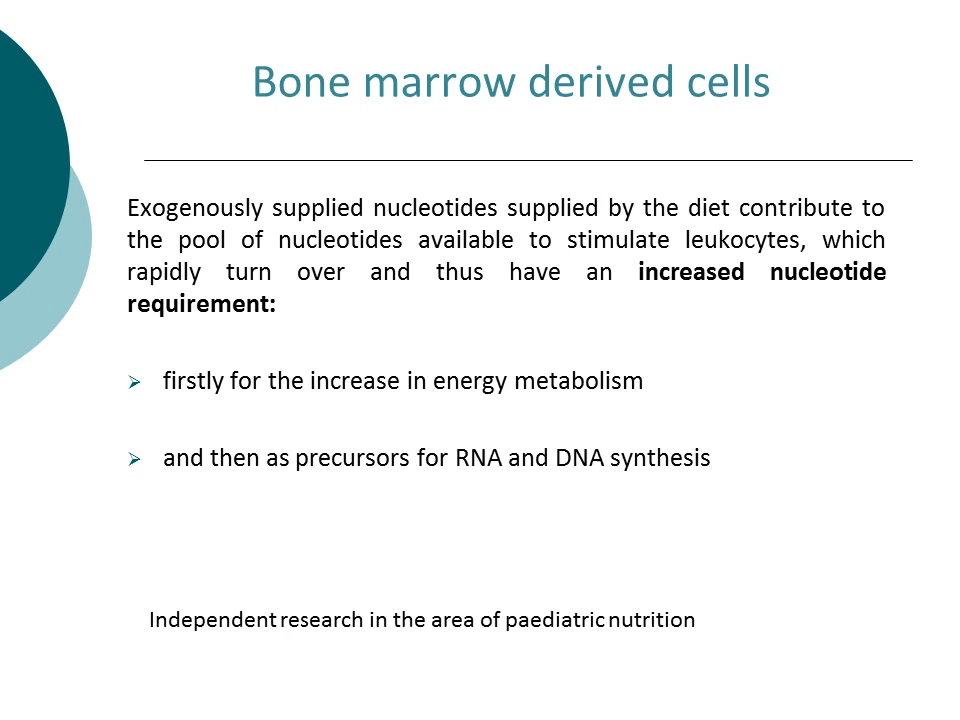 Bone marrow derived cells
Exogenously supplied nucleotides supplied by the diet contribute to
the pool of nucleotides available to stimulate leukocytes, which
rapidly turn over and thus have an increased nucleotide
requirement:
firstly for the increase in energy metabolism
and then as precursors for RNA and DNA synthesis
Independent research in the area of paediatric nutrition